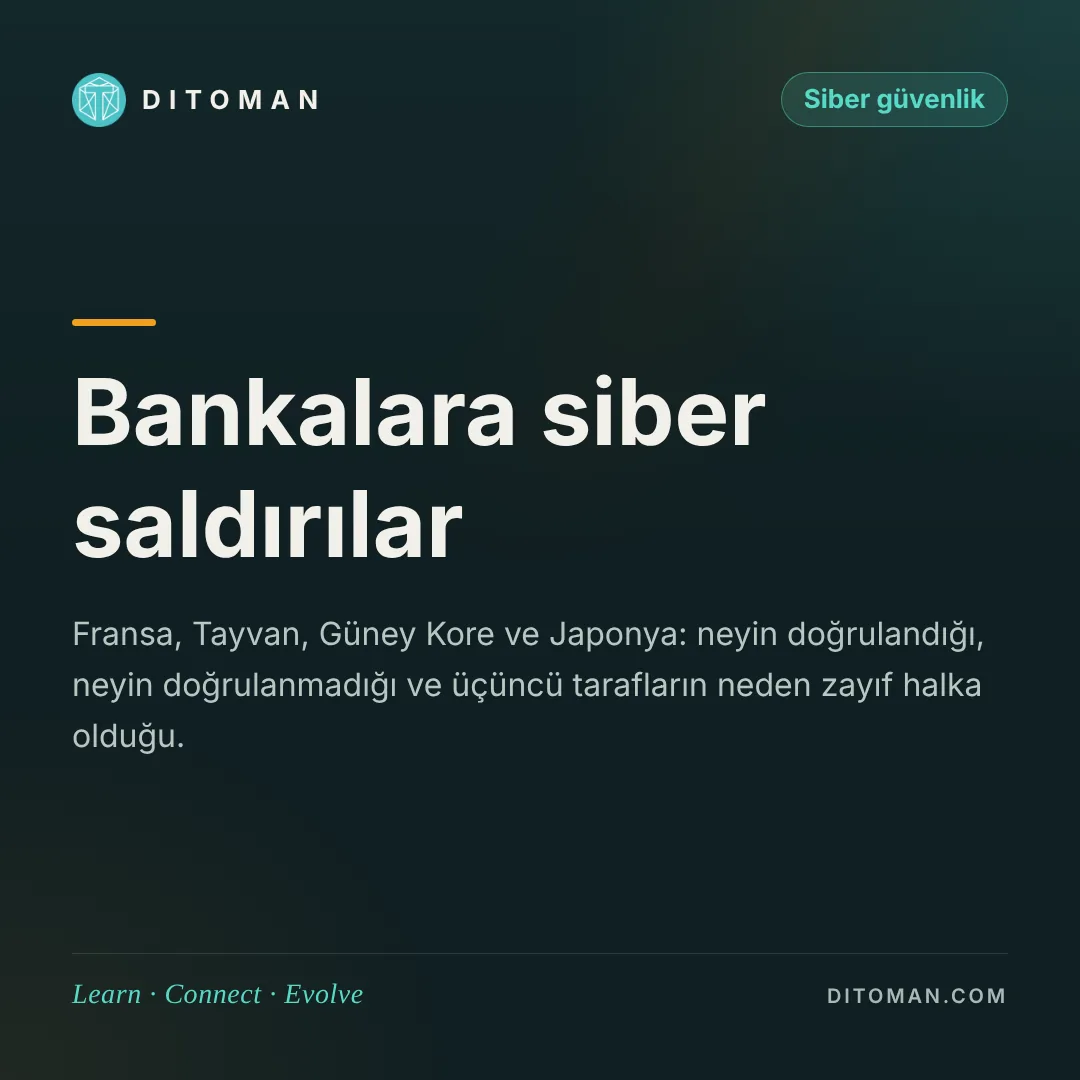 DITOMAN
Siber güvenlik
Bankalara siber
saldırılar
Fransa, Tayvan, Güney Kore ve Japonya: neyin doğrulandığı,
neyin doğrulanmadığı ve üçüncü tarafların neden zayıf halka
olduğu.
Learn · Connect · Evolve
DITOMAN.COM